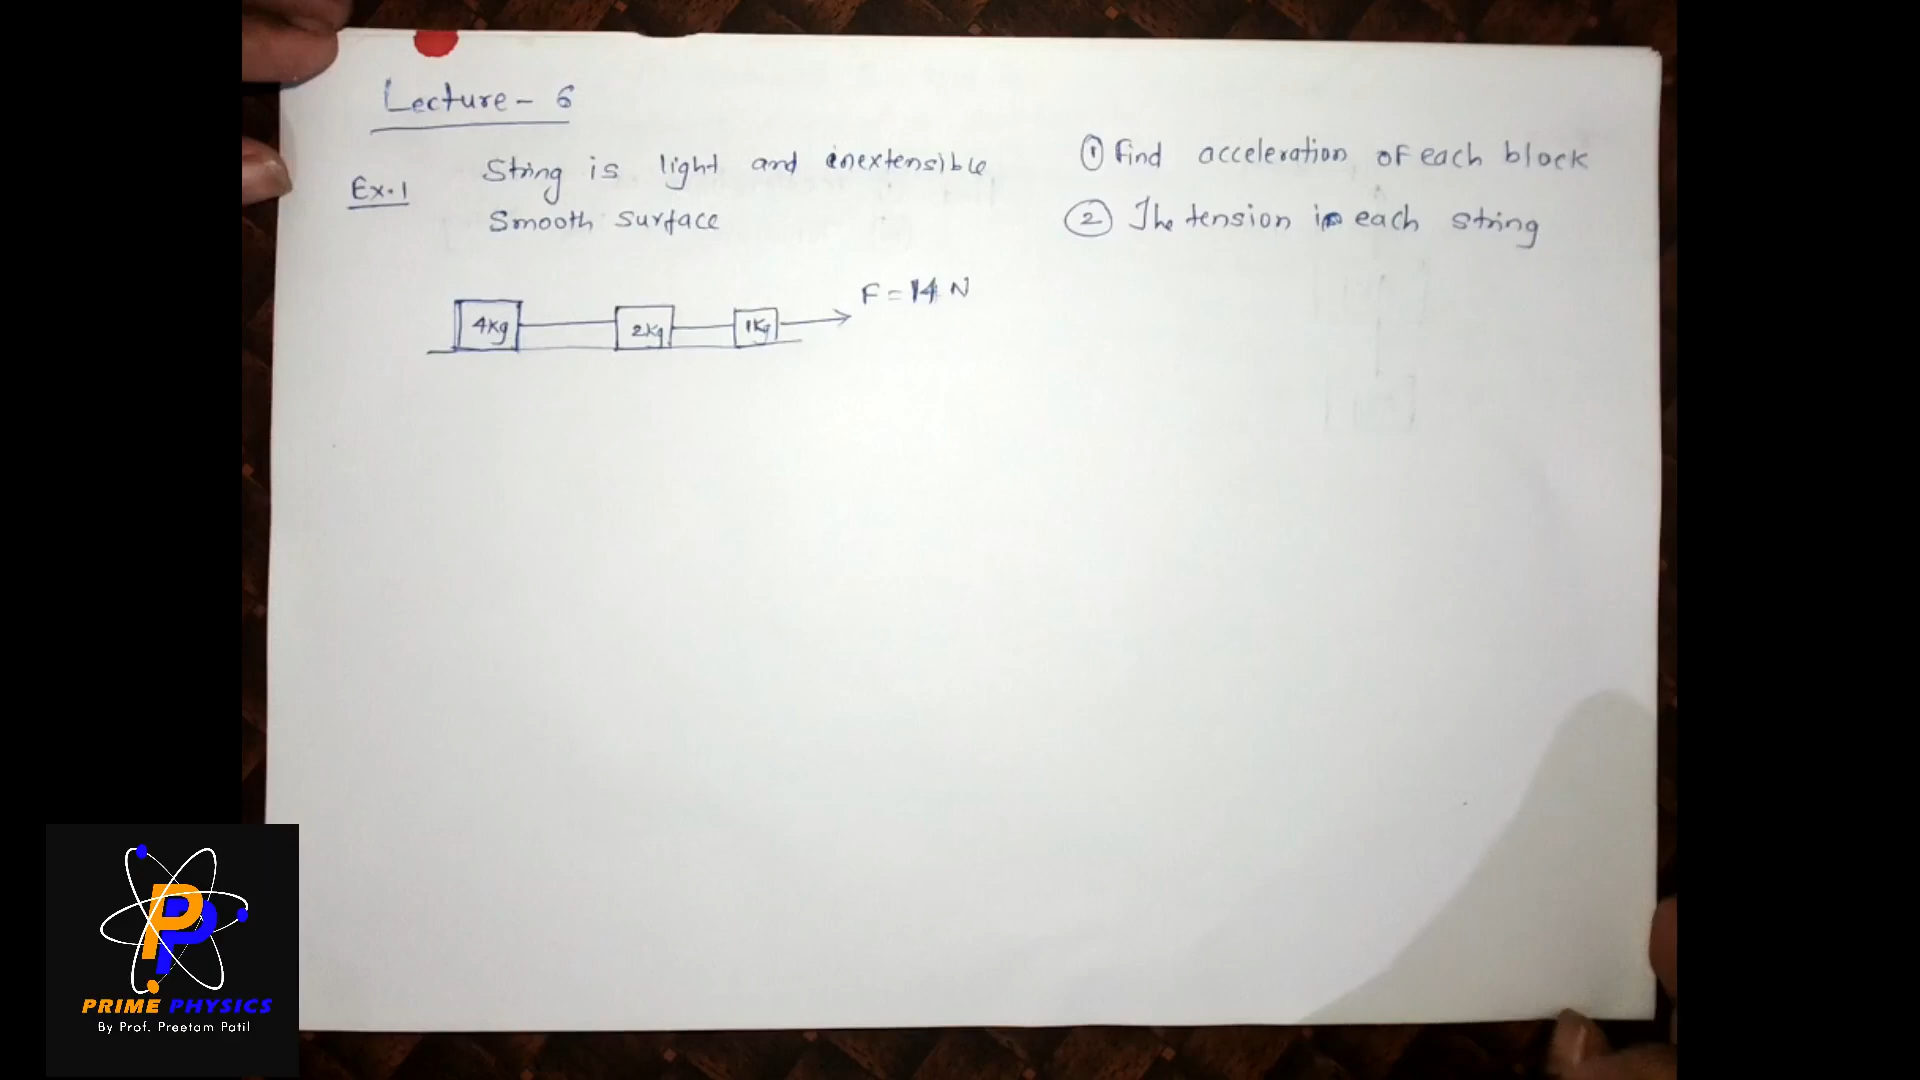 Lecture - 6
Ex.1
String is light and inextensible
Smooth surface
① Find acceleration of each block
② The tension in each string
4Kg
2Kg
1Kg
F = 14 N
PRIME PHYSICS
By Prof. Preetam Patil